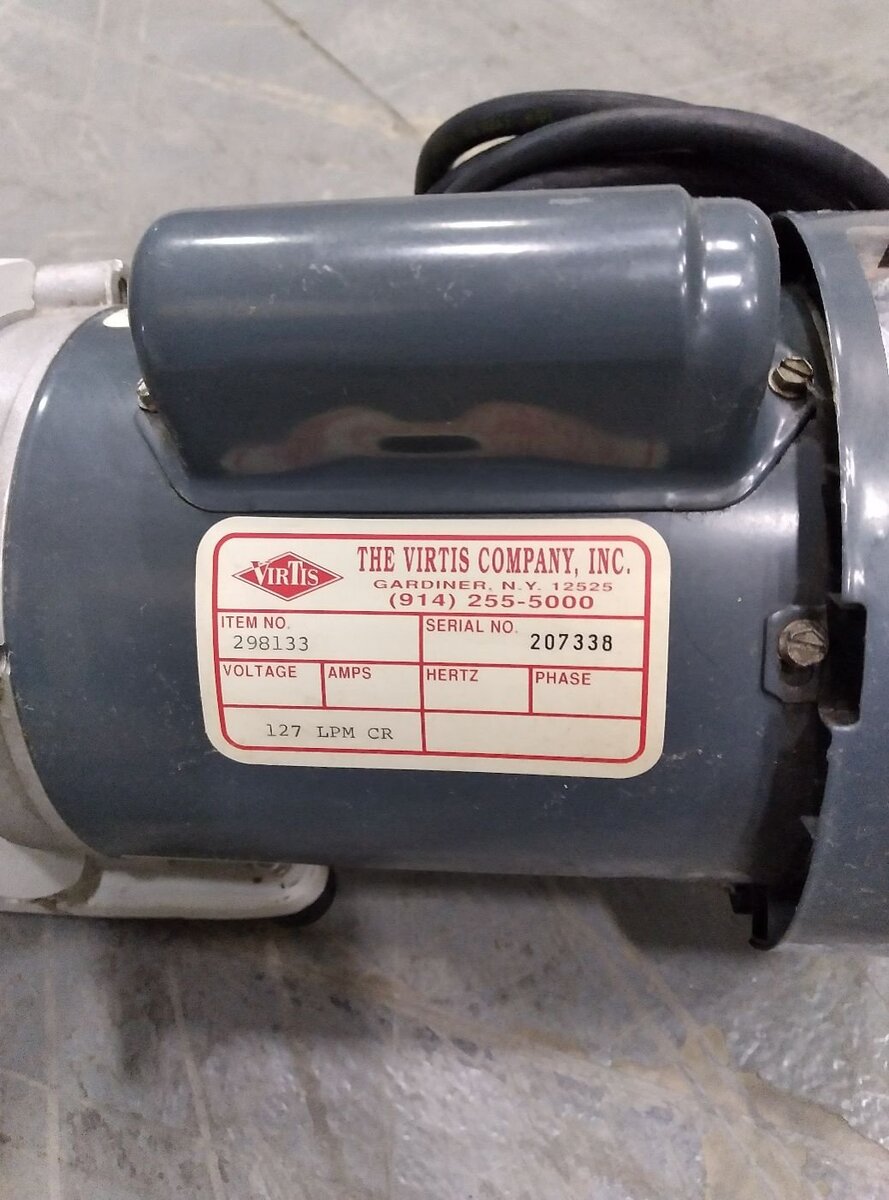 VIRTIS
THE VIRTIS COMPANY, INC.
GARDINER, N.Y. 12525
(914) 255-5000
ITEM NO.
298133
SERIAL NO.
207338
VOLTAGE
AMPS
HERTZ
PHASE
127 LPM CR